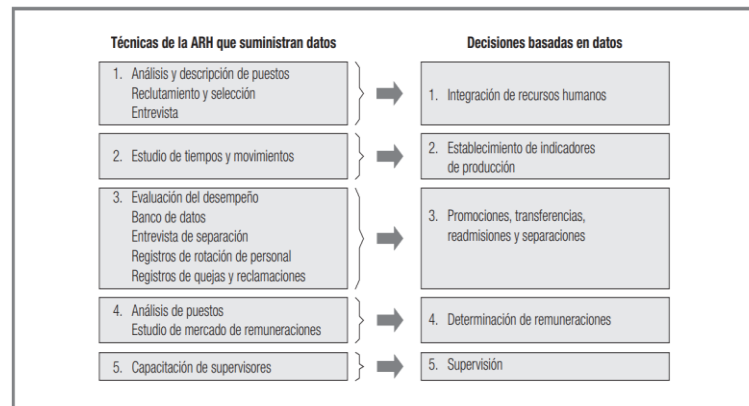 Técnicas de la ARH que suministran datos
1. Análisis y descripción de puestos
Reclutamiento y selección
Entrevista
2. Estudio de tiempos y movimientos
3. Evaluación del desempeño
Banco de datos
Entrevista de separación
Registros de rotación de personal
Registros de quejas y reclamaciones
4. Análisis de puestos
Estudio de mercado de remuneraciones
5. Capacitación de supervisores
Decisiones basadas en datos
1. Integración de recursos humanos
2. Establecimiento de indicadores
de producción
3. Promociones, transferencias,
readmisiones y separaciones
4. Determinación de remuneraciones
5. Supervisión